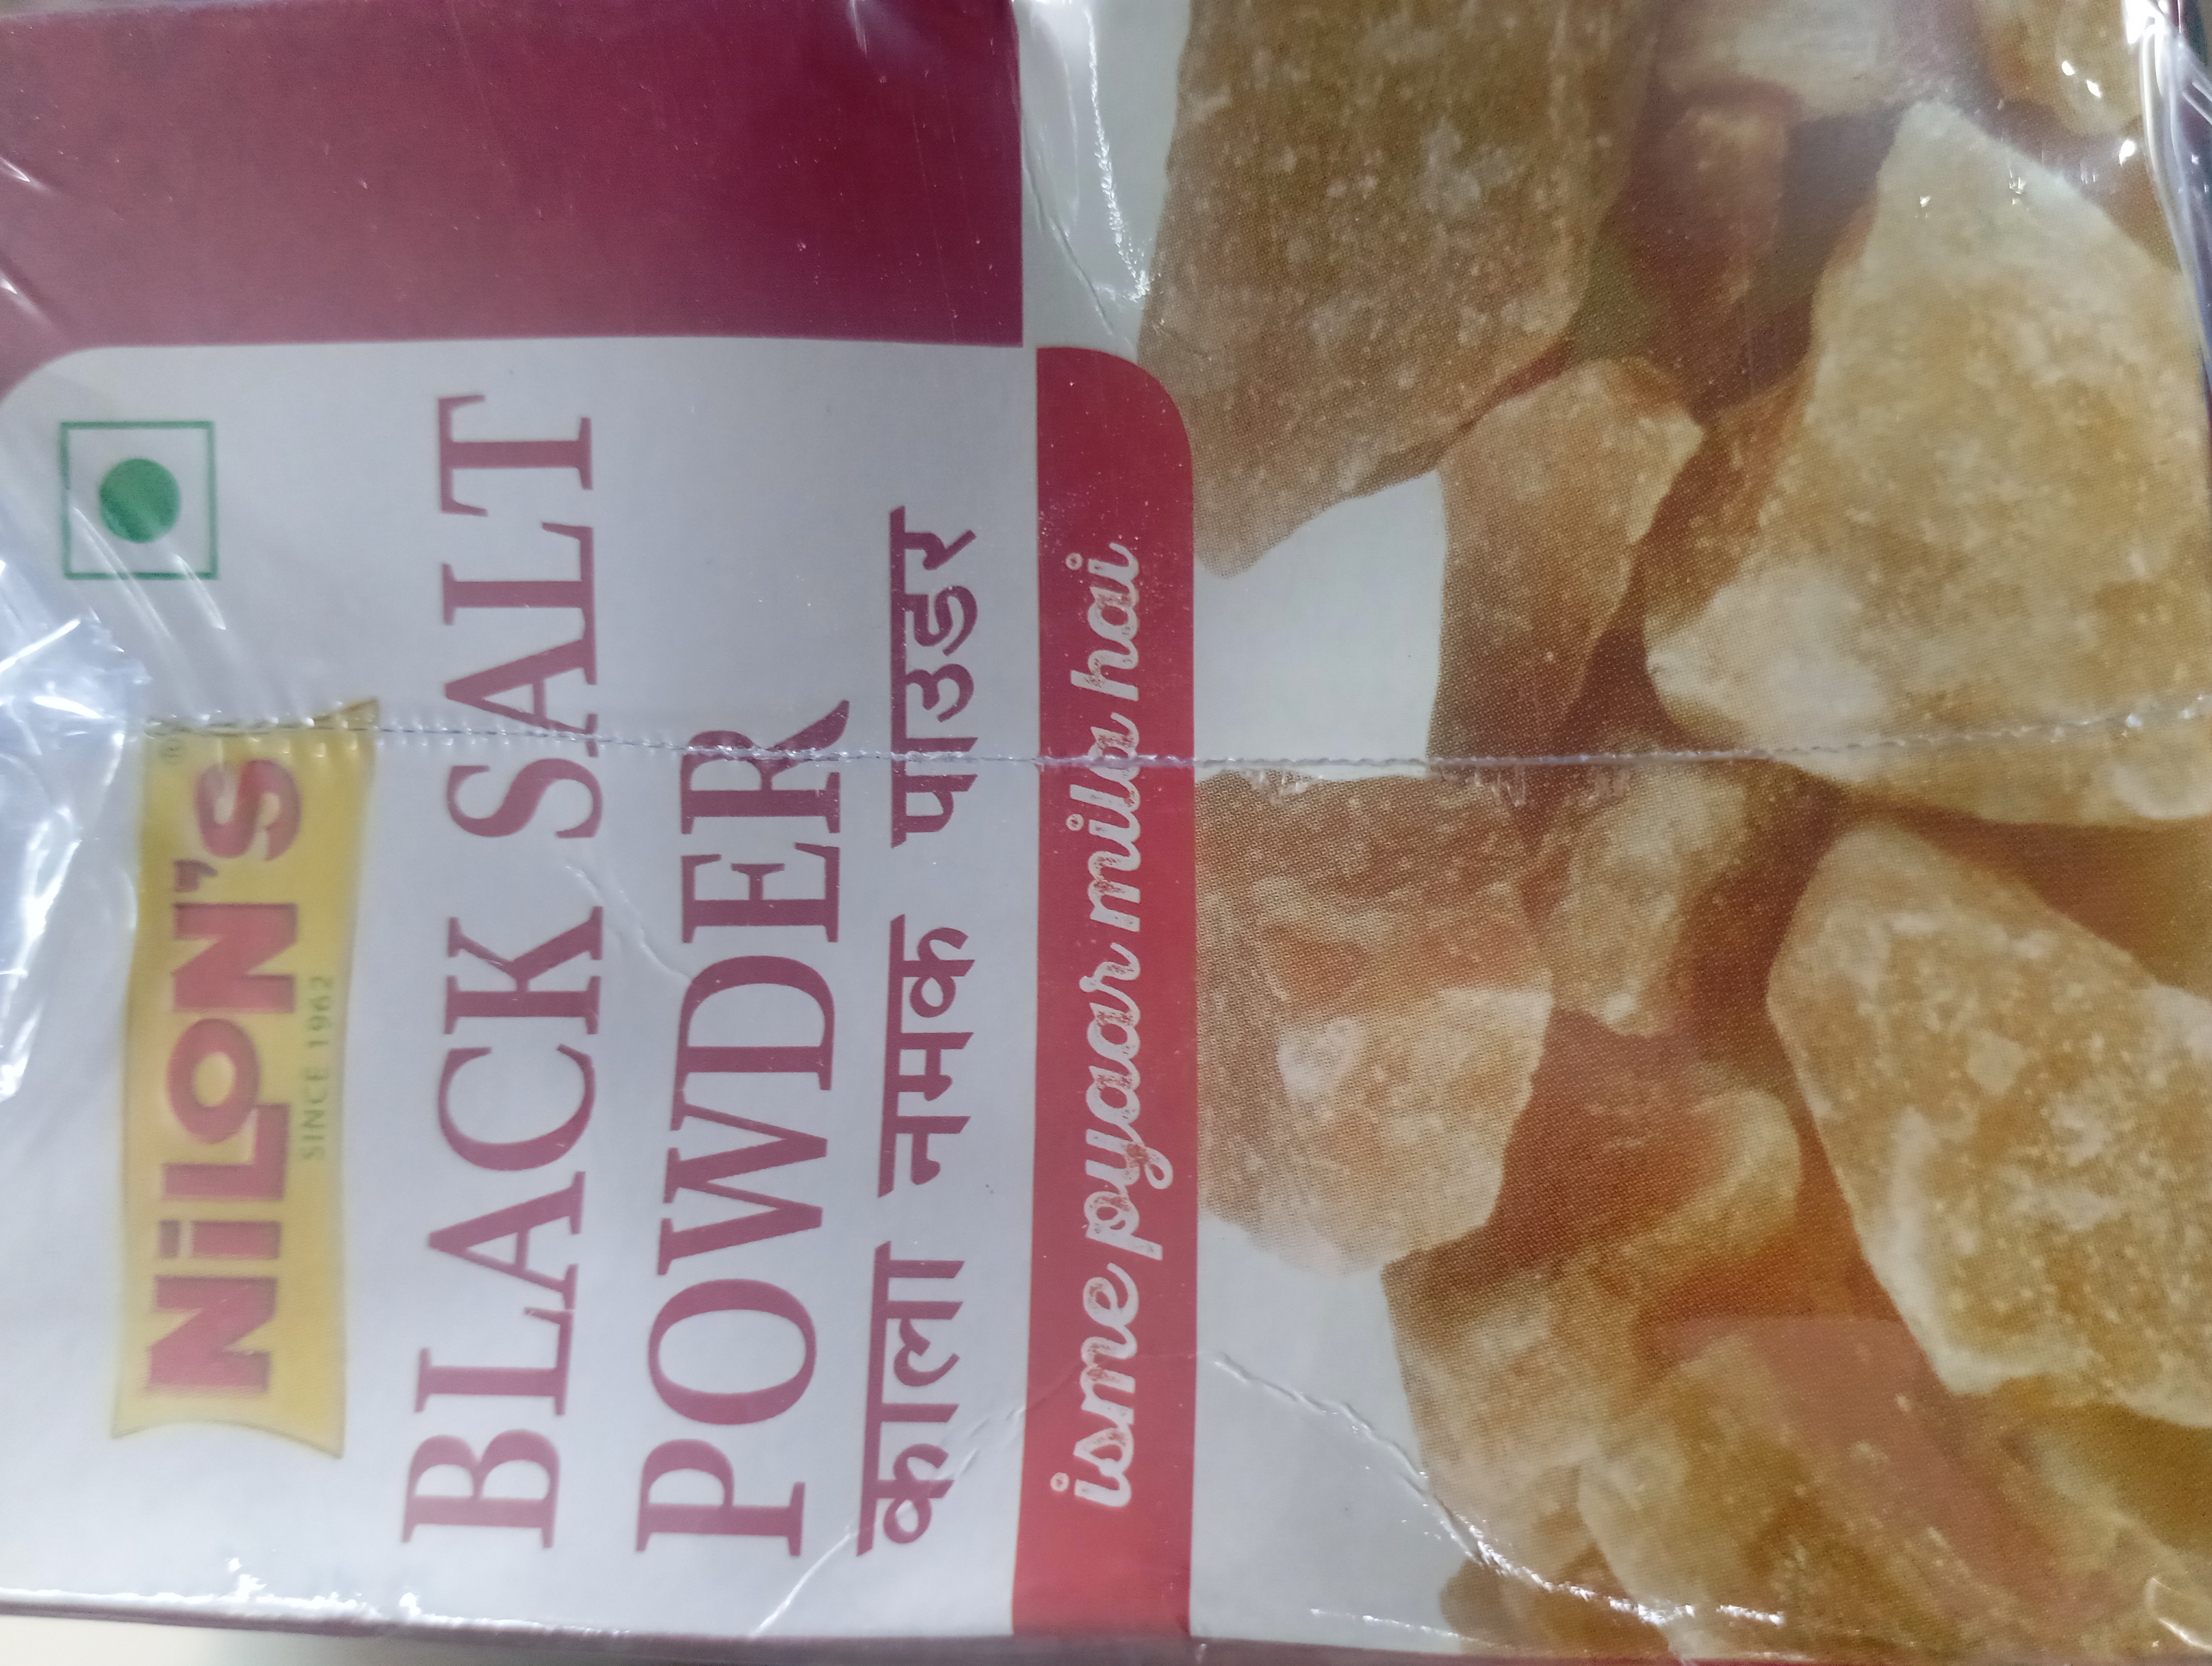 NiLON'S®
SINCE 1962
BLACK SALT
POWDER
काला नमक पाउडर
isme pyaar mila hai